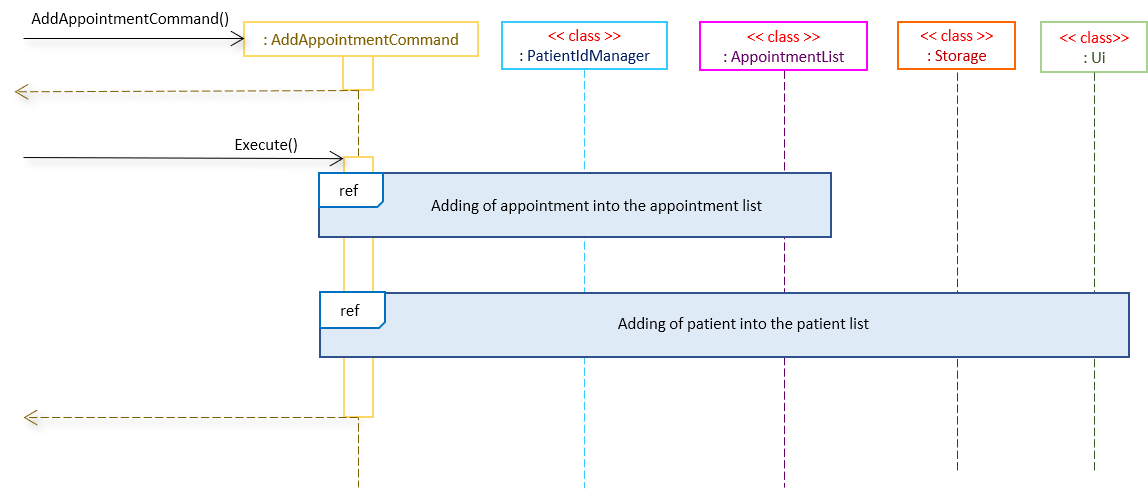 AddAppointmentCommand()
: AddAppointmentCommand
<< class >>
: PatientIdManager
<< class >>
: AppointmentList
<< class >>
: Storage
<< class>>
: Ui
Execute()
ref
Adding of appointment into the appointment list
ref
Adding of patient into the patient list